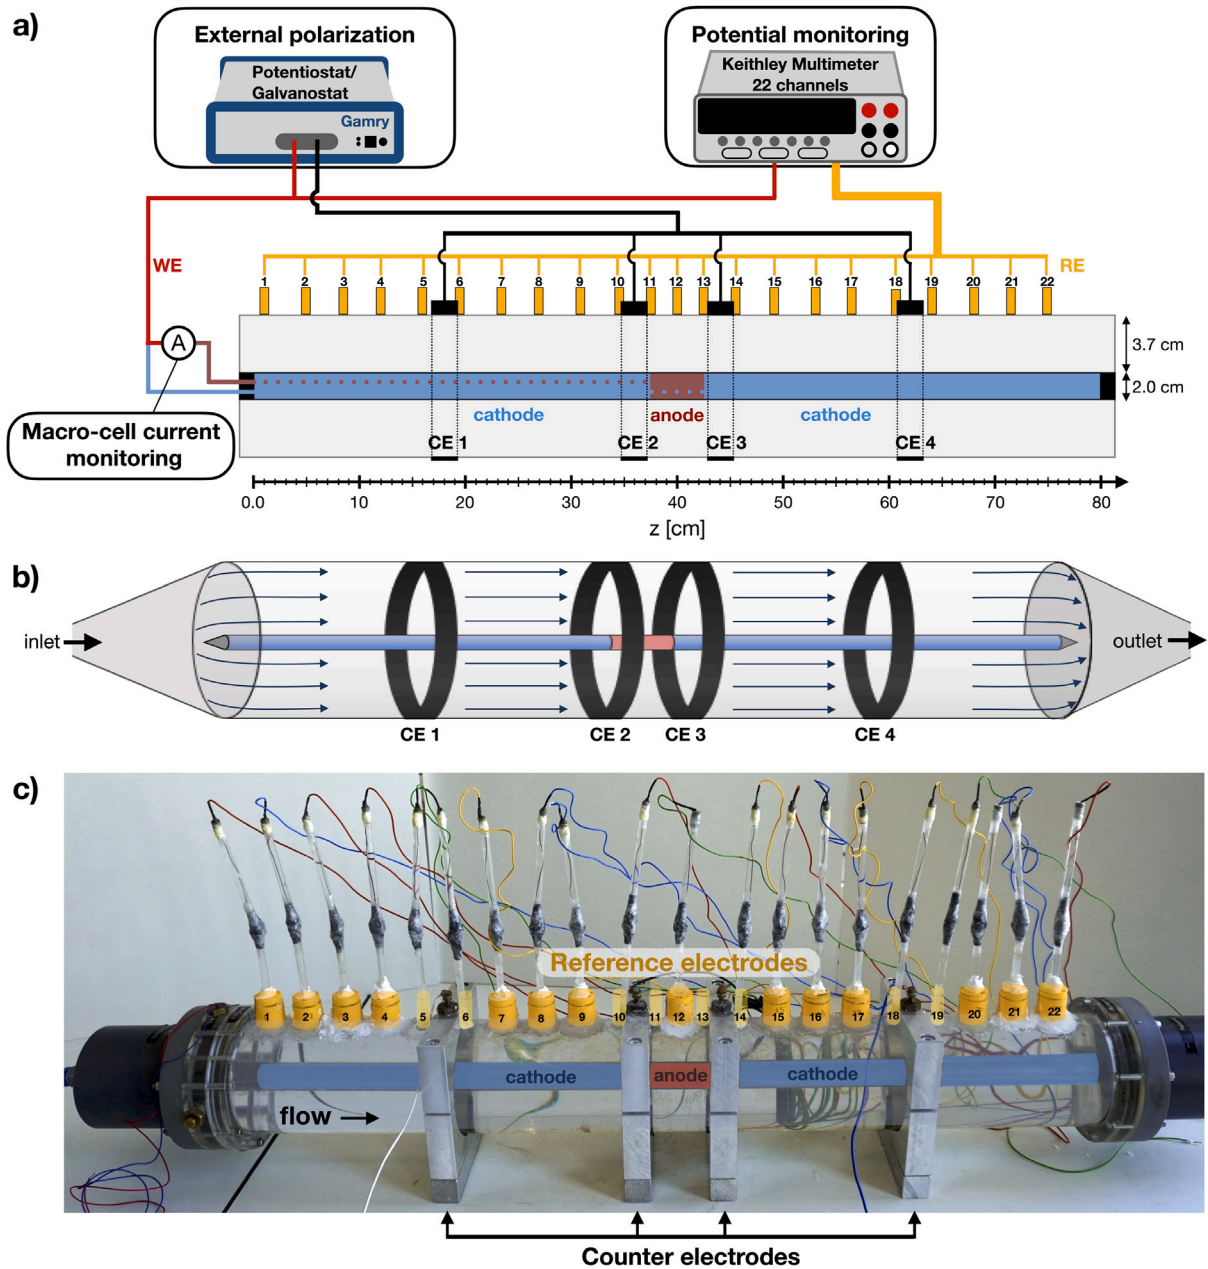 a)
External polarization
Potentiostat/
Galvanostat
Gamry
Potential monitoring
Keithley Multimeter
22 channels
WE
RE
1 2 3 4 5 6 7 8 9 10 11 12 13 14 15 16 17 18 19 20 21 22
A
3.7 cm
2.0 cm
cathode anode cathode
Macro-cell current
monitoring
CE 1 CE 2 CE 3 CE 4
0.0 10 20 30 40 50 60 70 80
z [cm]
b)
inlet
outlet
CE 1 CE 2 CE 3 CE 4
c)
Reference electrodes
1 2 3 4 5 6 7 8 9 10 11 12 13 14 15 16 17 18 19 20 21 22
cathode anode cathode
flow
Counter electrodes